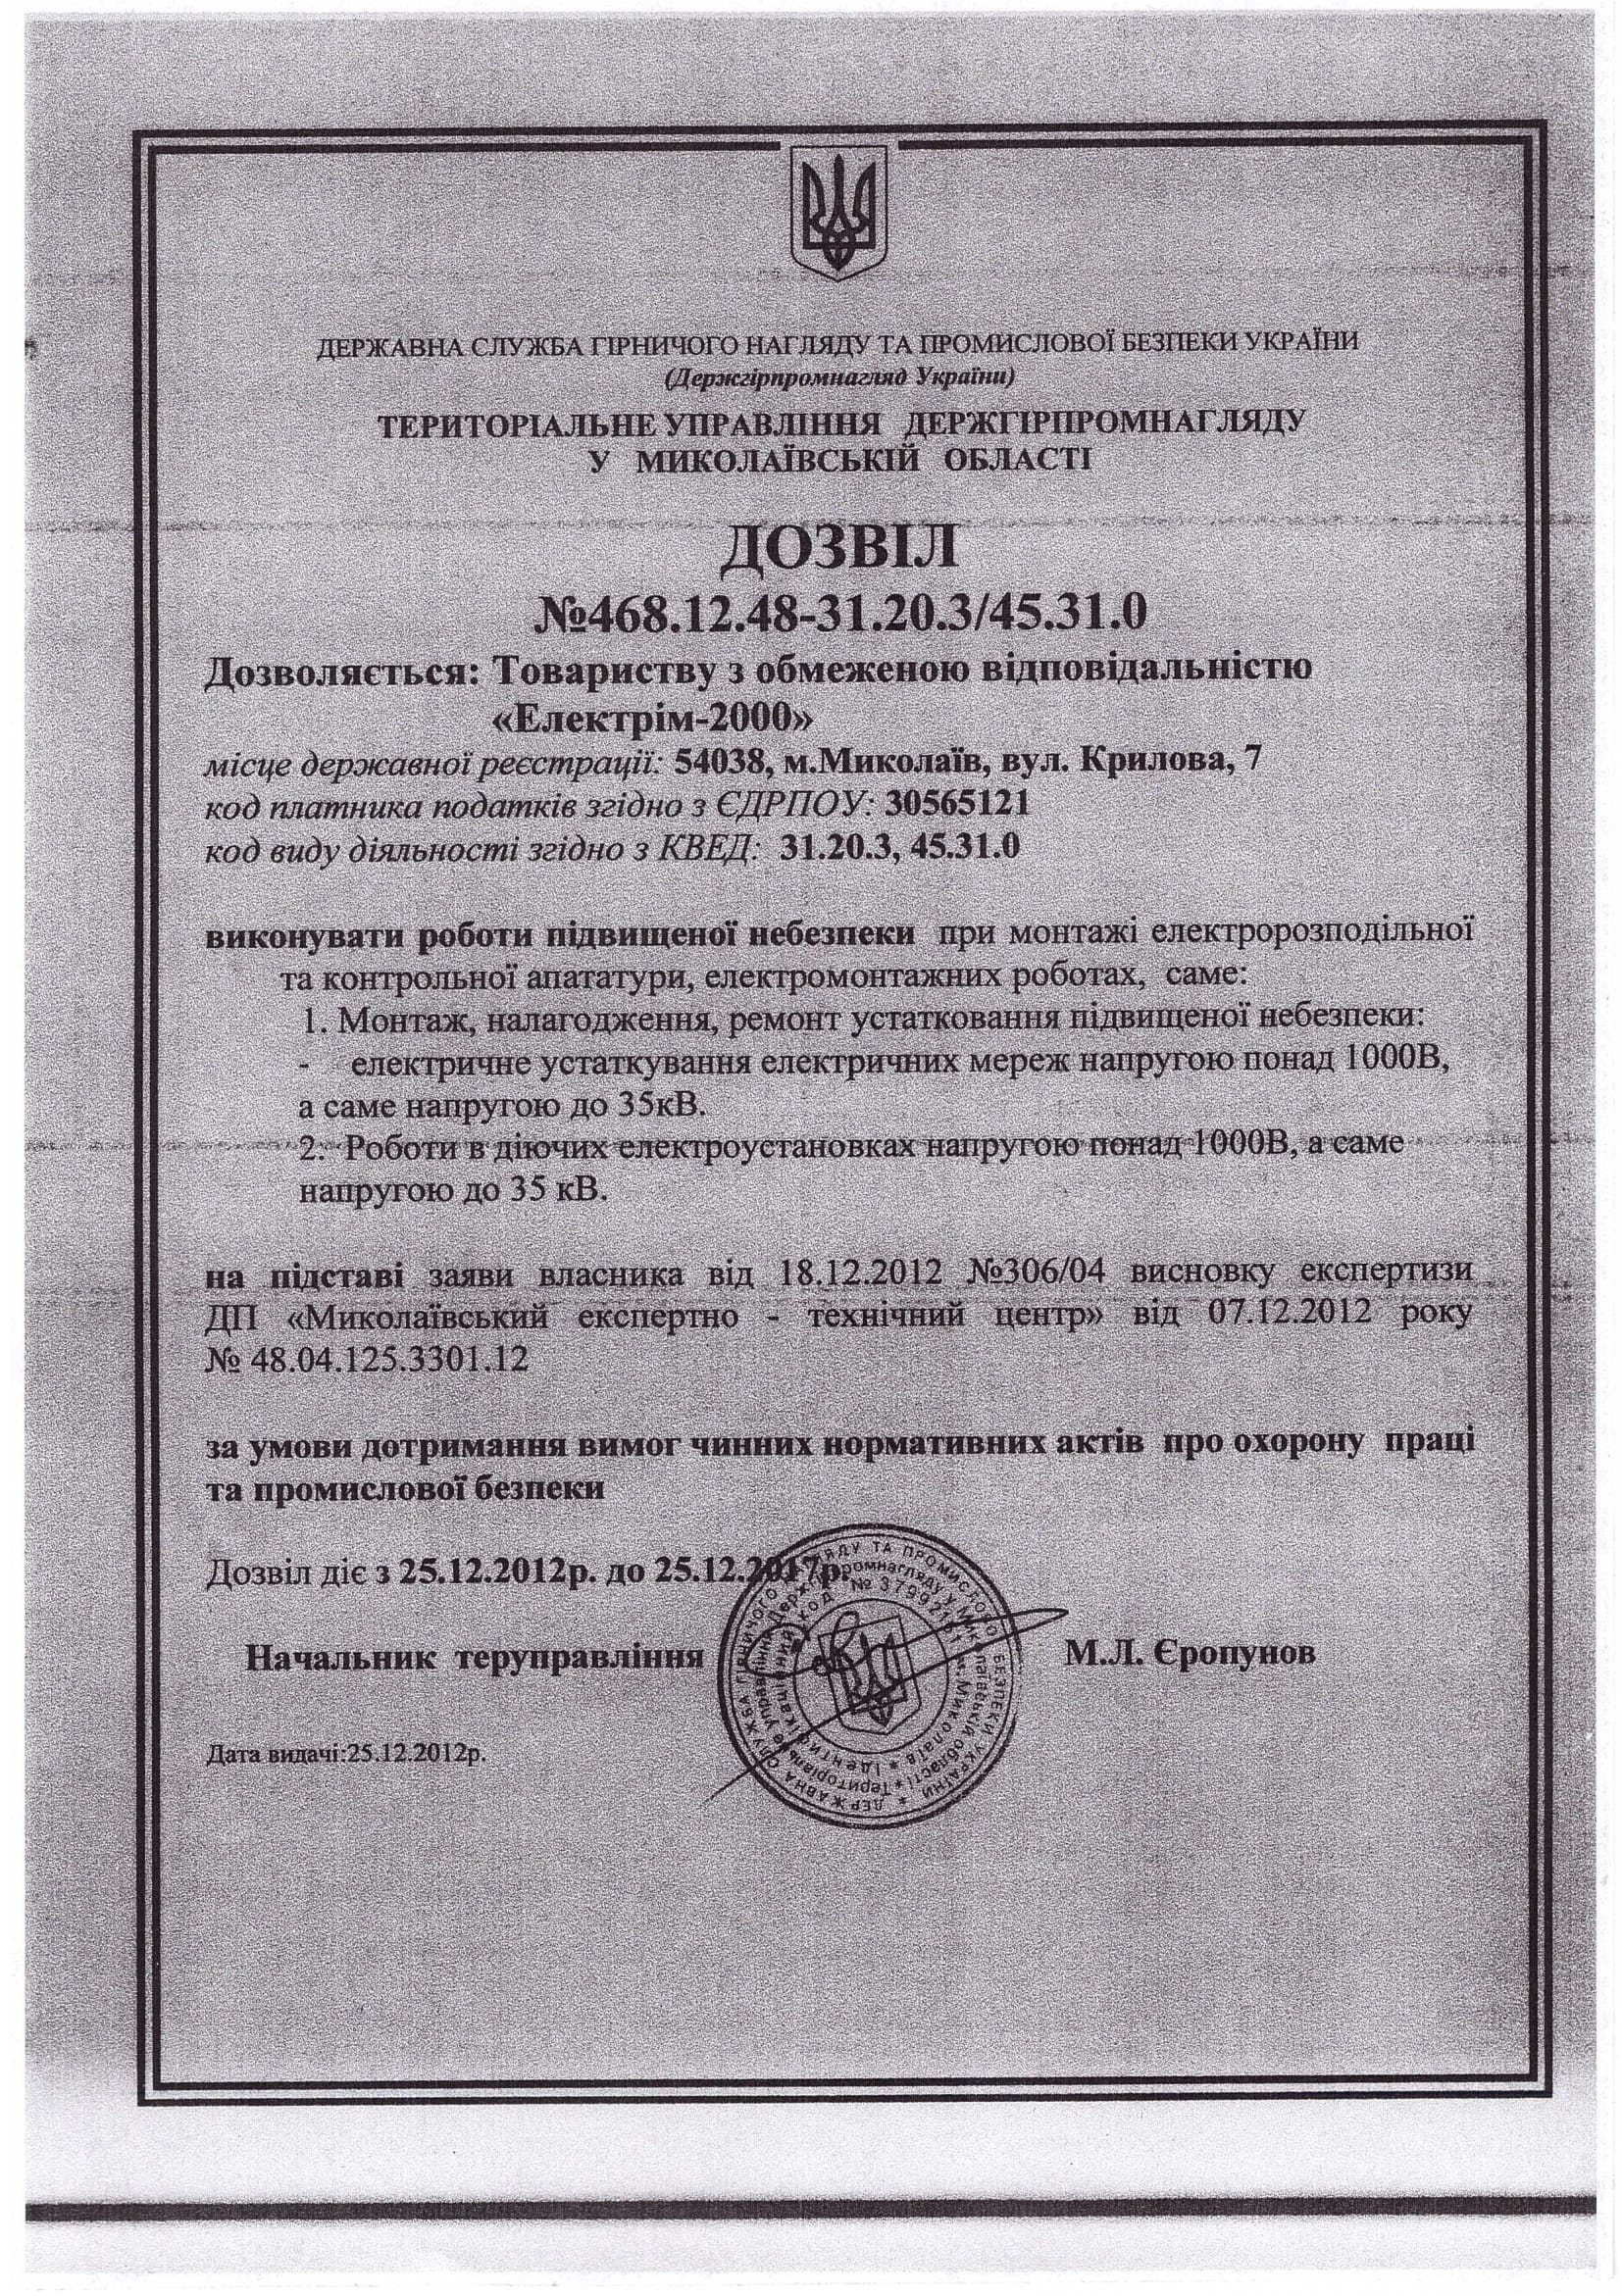 ДЕРЖАВНА СЛУЖБА ГІРНИЧОГО НАГЛЯДУ ТА ПРОМИСЛОВОЇ БЕЗПЕКИ УКРАЇНИ
(Держгірпромнагляд України)
ТЕРИТОРІАЛЬНЕ УПРАВЛІННЯ ДЕРЖГІРПРОМНАГЛЯДУ
У МИКОЛАЇВСЬКІЙ ОБЛАСТІ
ДОЗВІЛ
№468.12.48-31.20.3/45.31.0
Дозволяється: Товариству з обмеженою відповідальністю
«Електрім-2000»
місце державної реєстрації: 54038, м.Миколаїв, вул. Крилова, 7
код платника податків згідно з ЄДРПОУ: 30565121
код виду діяльності згідно з КВЕД: 31.20.3, 45.31.0
виконувати роботи підвищеної небезпеки при монтажі електророзподільної
та контрольної апататури, електромонтажних роботах, саме:
1. Монтаж, налагодження, ремонт устатковання підвищеної небезпеки:
- електричне устаткування електричних мереж напругою понад 1000В,
а саме напругою до 35кВ.
2. Роботи в діючих електроустановках напругою понад 1000В, а саме
напругою до 35 кВ.
на підставі заяви власника від 18.12.2012 №306/04 висновку експертизи
ДП «Миколаївський експертно - технічний центр» від 07.12.2012 року
№ 48.04.125.3301.12
за умови дотримання вимог чинних нормативних актів про охорону праці
та промислової безпеки
Дозвіл діє з 25.12.2012р. до 25.12.2017р.
Начальник теруправління М.Л. Єропунов
Дата видачі:25.12.2012р.